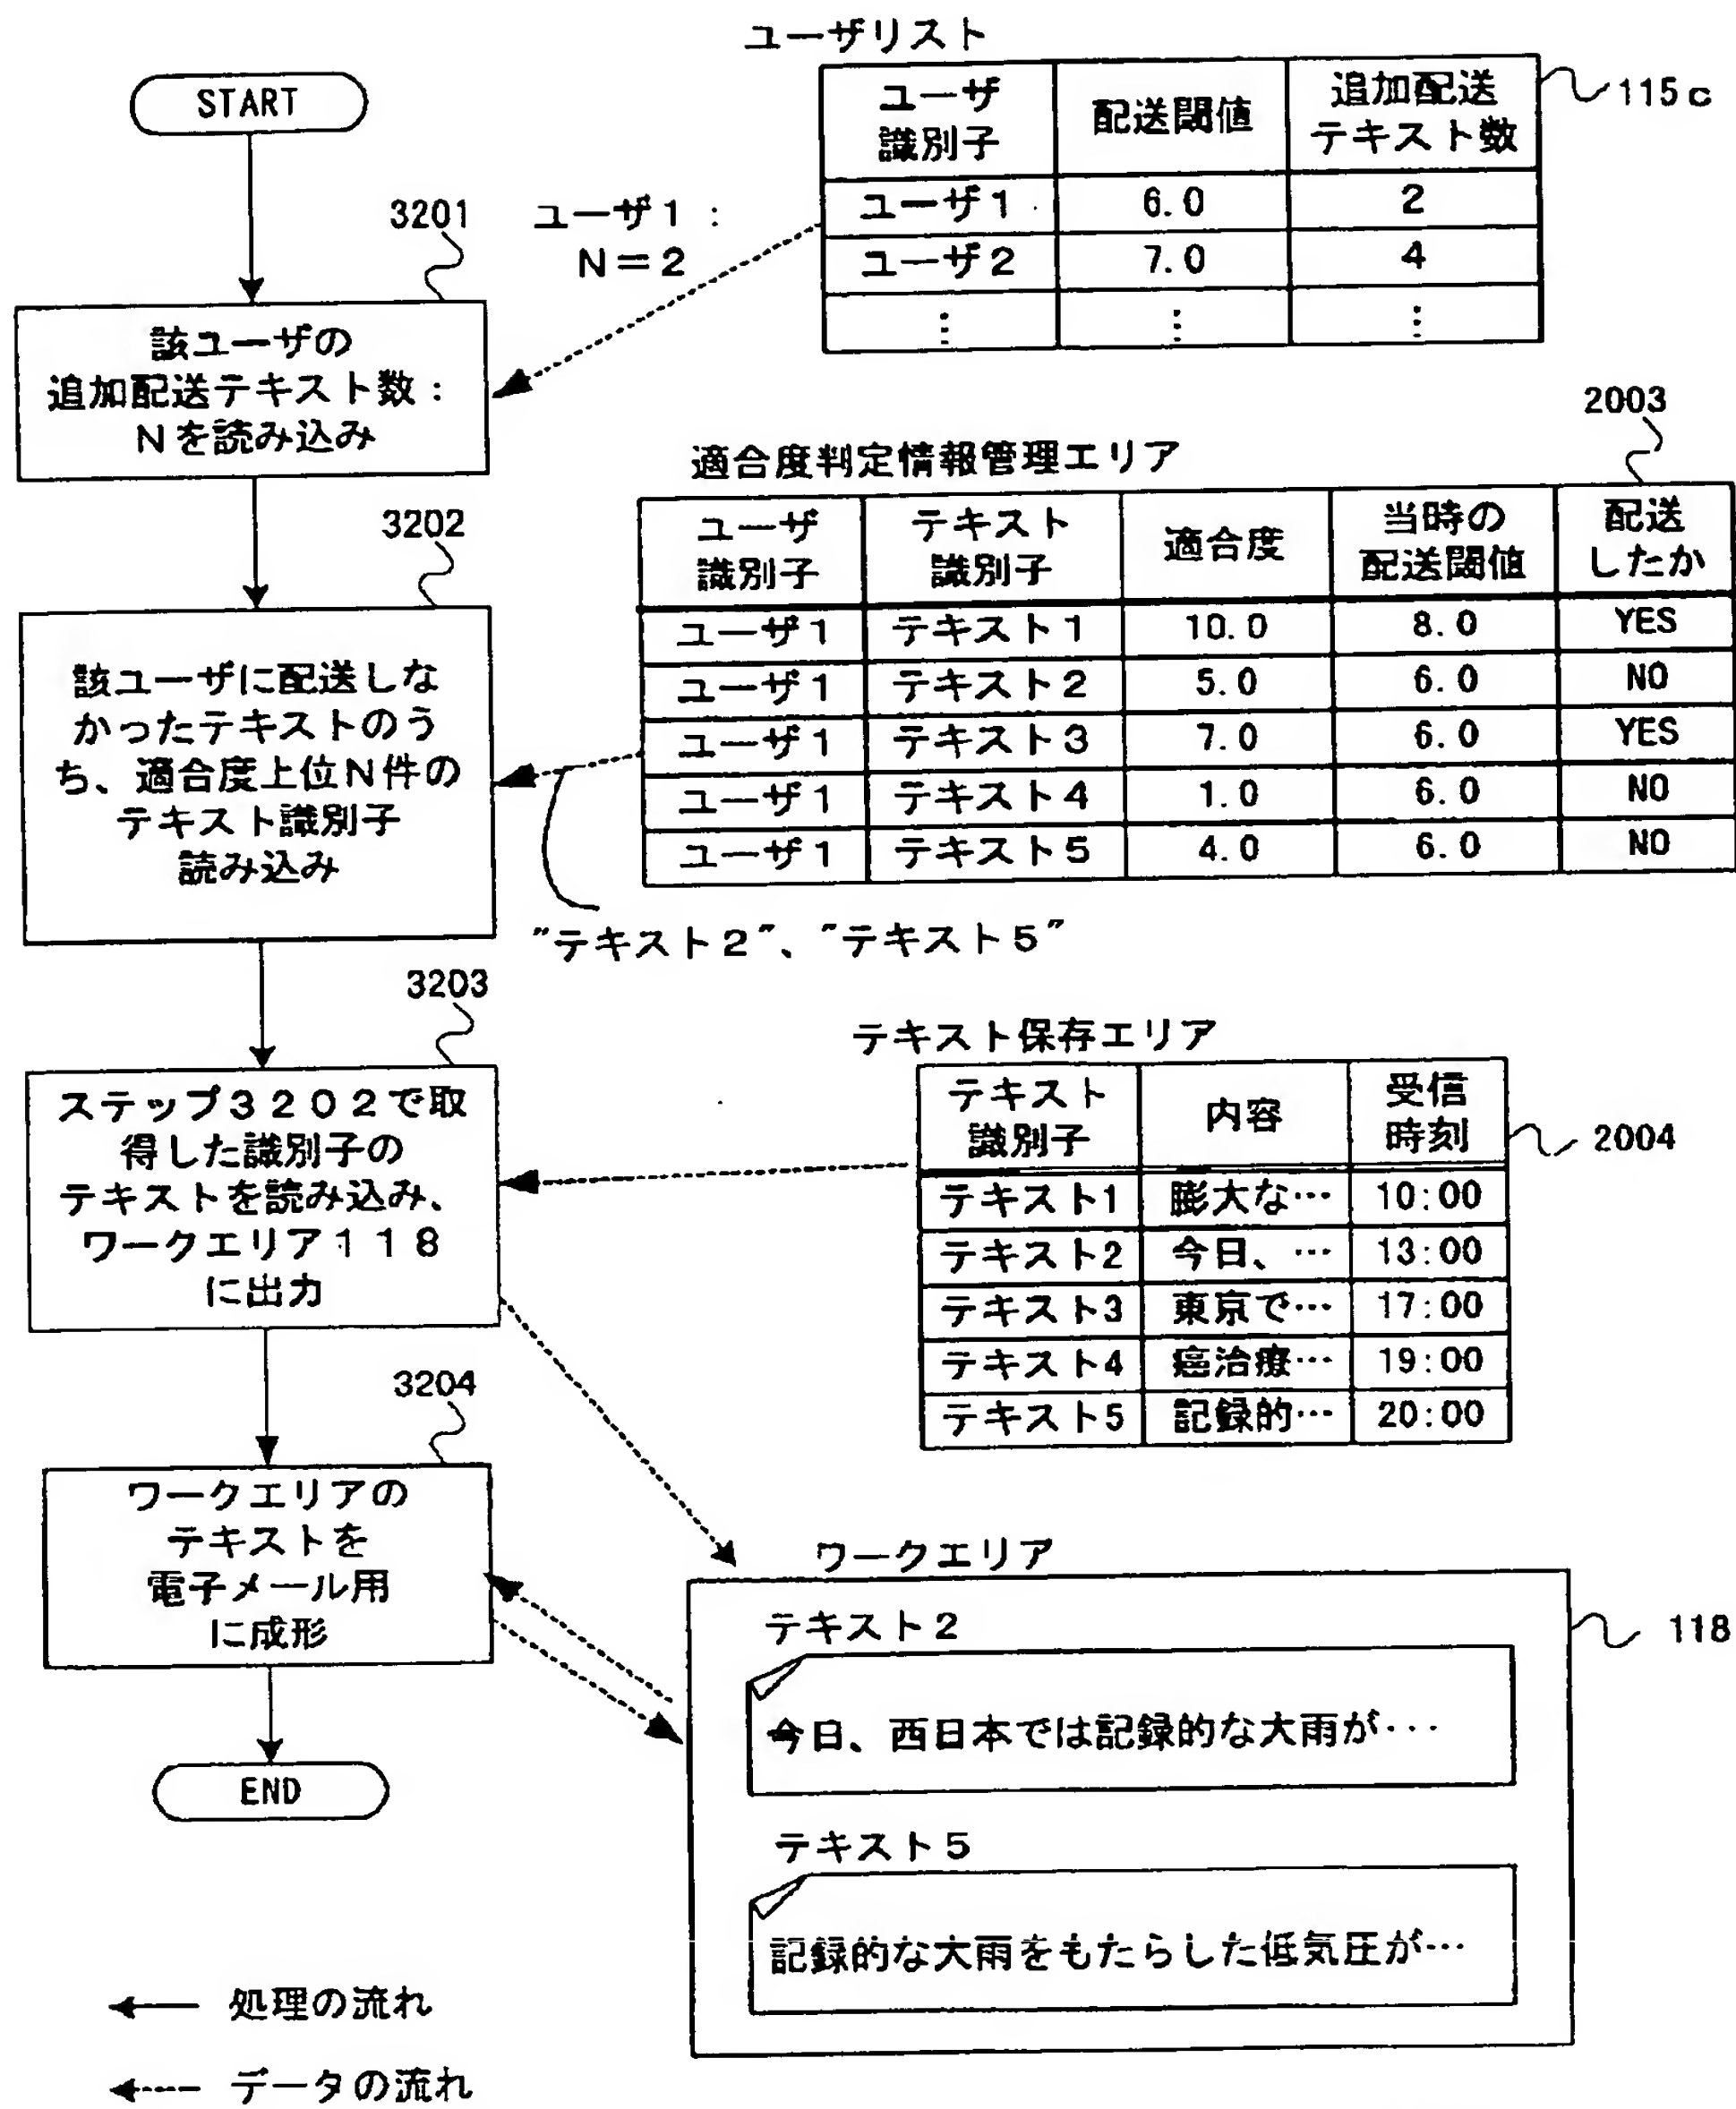 ユーザリスト
ユーザ 識別子 配送閾値 追加配送 テキスト数
115c
ユーザ1 6.0 2
ユーザ2 7.0 4
⋮ ⋮ ⋮
START
3201
ユーザ1:
N=2
該ユーザの
追加配送テキスト数:
Nを読み込み
2003
適合度判定情報管理エリア
ユーザ 識別子 テキスト 識別子 適合度 当時の 配送閾値 配送 したか
ユーザ1 テキスト1 10.0 8.0 YES
ユーザ1 テキスト2 5.0 6.0 NO
ユーザ1 テキスト3 7.0 6.0 YES
ユーザ1 テキスト4 1.0 6.0 NO
ユーザ1 テキスト5 4.0 6.0 NO
3202
該ユーザに配送しな
かったテキストのう
ち、適合度上位N件の
テキスト識別子
読み込み
"テキスト2"、"テキスト5"
3203
ステップ3202で取
得した識別子の
テキストを読み込み、
ワークエリア118
に出力
テキスト保存エリア
テキスト 識別子 内容 受信 時刻
2004
テキスト1 膨大な… 10:00
テキスト2 今日、… 13:00
テキスト3 東京で… 17:00
テキスト4 癌治療… 19:00
テキスト5 記録的… 20:00
3204
ワークエリアの
テキストを
電子メール用
に成形
END
ワークエリア
118
テキスト2
今日、西日本では記録的な大雨が…
テキスト5
記録的な大雨をもたらした低気圧が…
処理の流れ
データの流れ